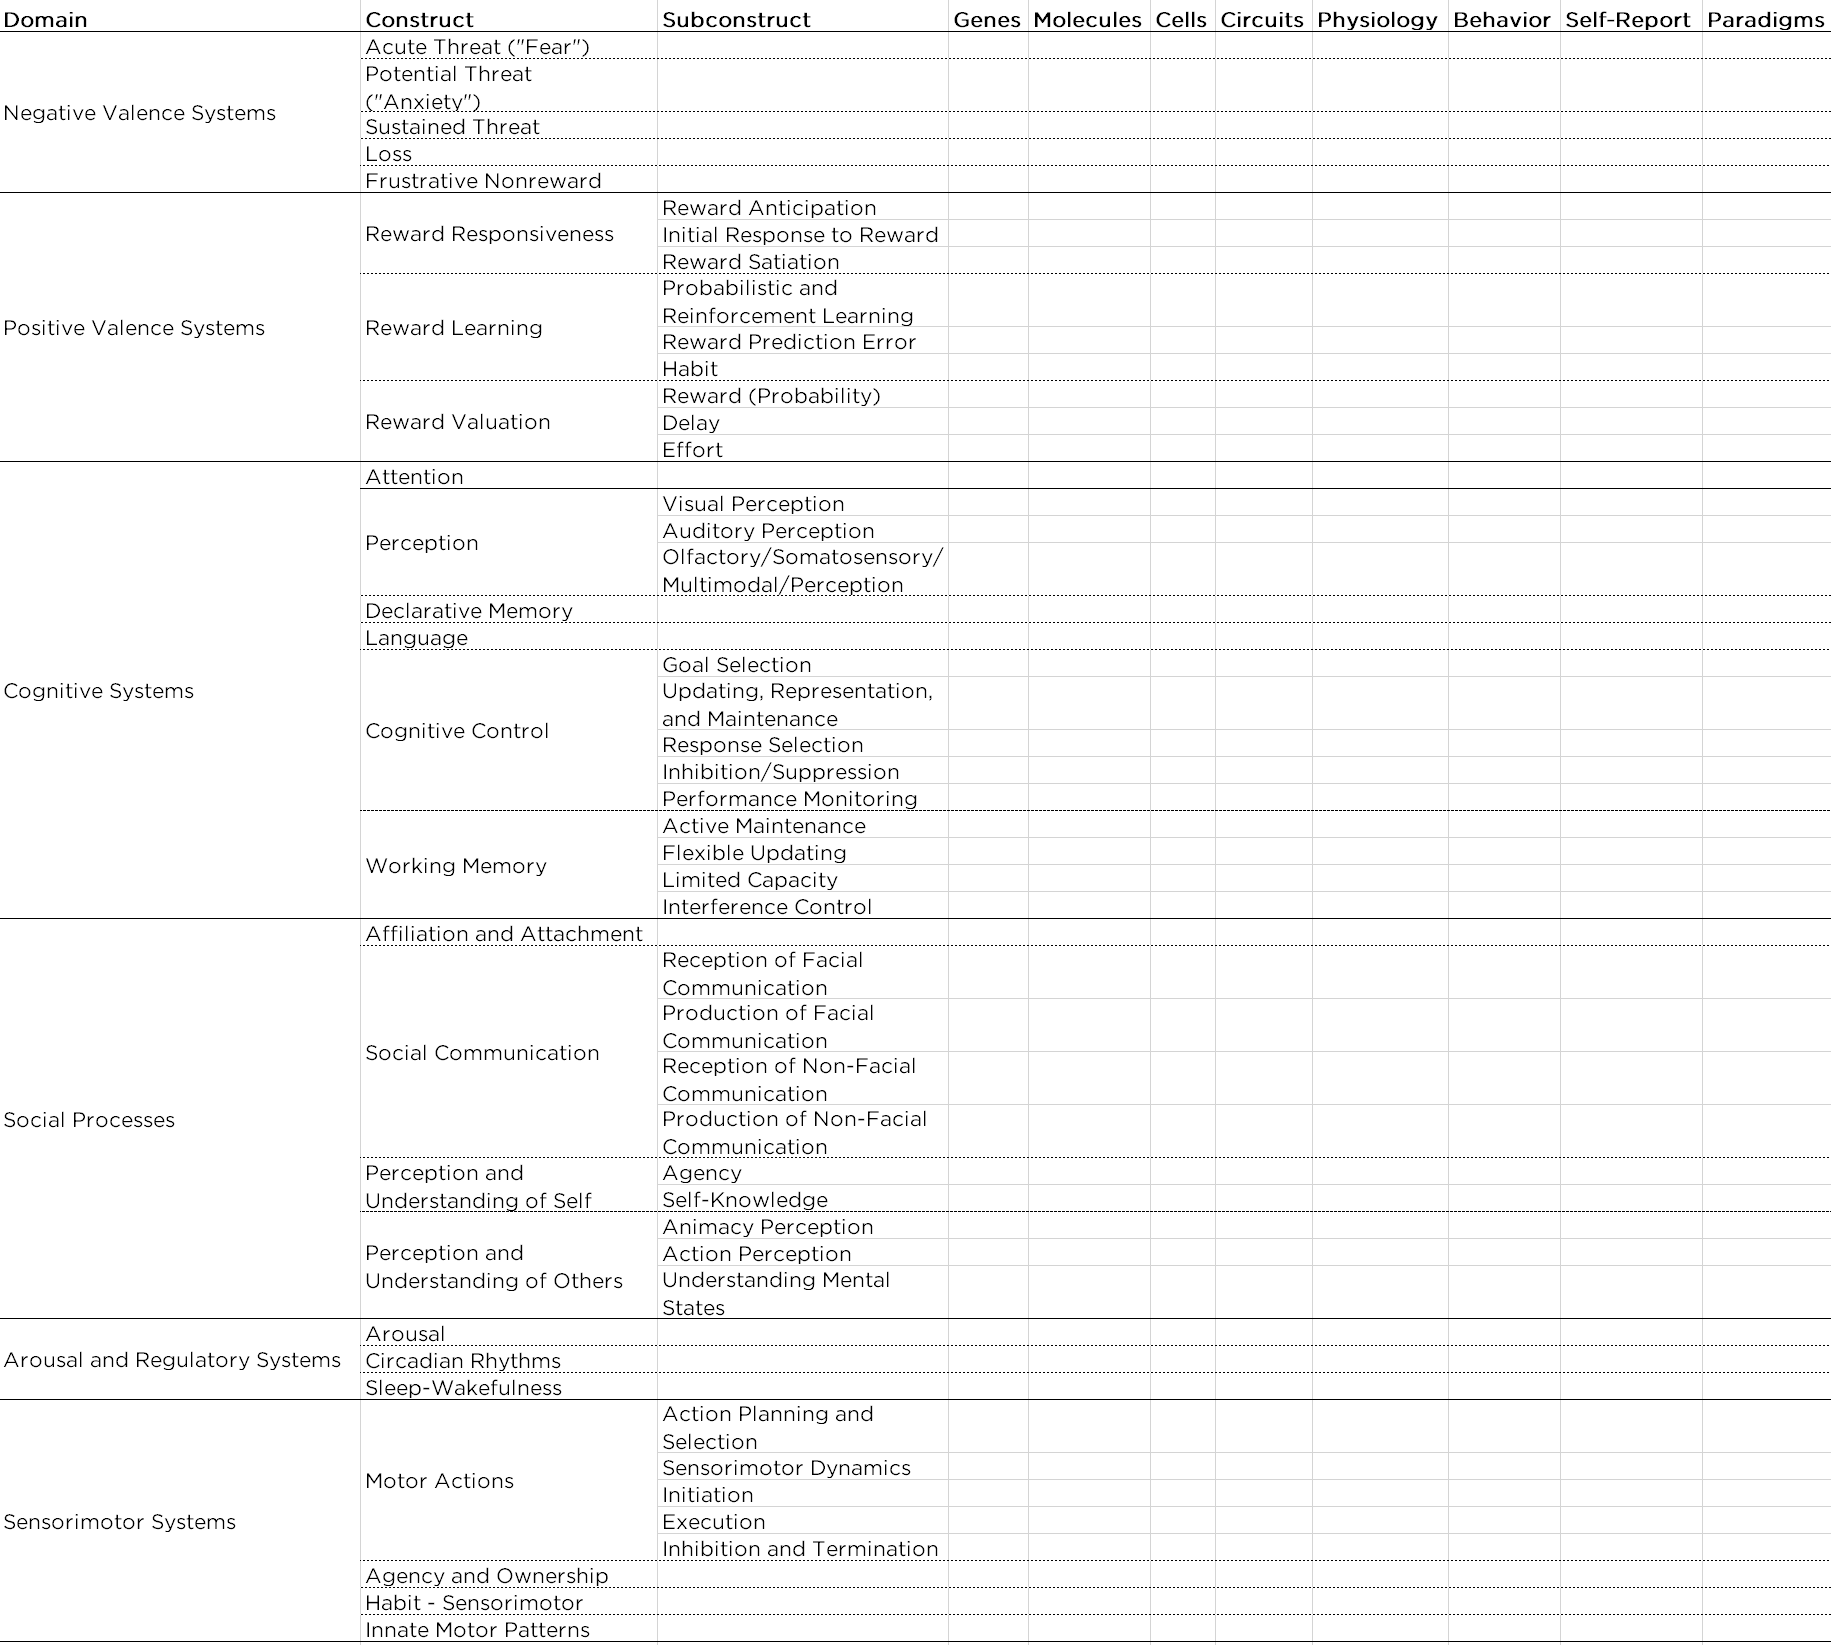 Domain Construct Subconstruct Genes Molecules Cells Circuits Physiology Behavior Self-Report Paradigms
Negative Valence Systems
Acute Threat ("Fear")
Potential Threat
("Anxiety")
Sustained Threat
Loss
Frustrative Nonreward
Positive Valence Systems
Reward Responsiveness
Reward Anticipation
Initial Response to Reward
Reward Satiation
Reward Learning
Probabilistic and
Reinforcement Learning
Reward Prediction Error
Habit
Reward Valuation
Reward (Probability)
Delay
Effort
Cognitive Systems
Attention
Perception
Visual Perception
Auditory Perception
Olfactory/Somatosensory/
Multimodal/Perception
Declarative Memory
Language
Cognitive Control
Goal Selection
Updating, Representation,
and Maintenance
Response Selection
Inhibition/Suppression
Performance Monitoring
Working Memory
Active Maintenance
Flexible Updating
Limited Capacity
Interference Control
Social Processes
Affiliation and Attachment
Social Communication
Reception of Facial
Communication
Production of Facial
Communication
Reception of Non-Facial
Communication
Production of Non-Facial
Communication
Perception and
Understanding of Self
Agency
Self-Knowledge
Perception and
Understanding of Others
Animacy Perception
Action Perception
Understanding Mental
States
Arousal and Regulatory Systems
Arousal
Circadian Rhythms
Sleep-Wakefulness
Sensorimotor Systems
Motor Actions
Action Planning and
Selection
Sensorimotor Dynamics
Initiation
Execution
Inhibition and Termination
Agency and Ownership
Habit - Sensorimotor
Innate Motor Patterns